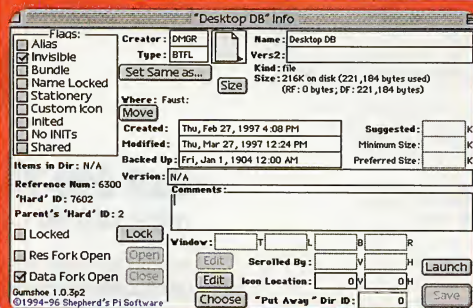 "Desktop DB" Info
Flags:
Alias
Invisible
Bundle
Name Locked
Stationery
Custom Icon
Inited
No INITs
Shared
Items in Dir: N/A
Reference Num: 6300
'Hard' ID: 7602
Parent's 'Hard' ID: 2
Locked
Lock
Res Fork Open
Open
Data Fork Open
Close
Gumshoe 1.0.3p2
©1994-96 Shepherd's Pi Software
Creator: DMGR
Type: BTFL
Set Same as...
Size
Name: Desktop DB
Vers2:
Kind: file
Size: 216K on disk (221,184 bytes used)
(RF: 0 bytes; DF: 221,184 bytes)
Where: Faust:
Move
Created: Thu, Feb 27, 1997 4:08 PM
Modified: Thu, Mar 27, 1997 12:24 PM
Backed Up: Fri, Jan 1, 1904 12:00 AM
Suggested: K
Minimum Size: K
Preferred Size: K
Version: N/A
Comments:
Window: T L B R
Edit Scrolled By: V H
Edit Icon Location: 0 V 0 H
Choose "Put Away" Dir ID: 0
Launch
Save